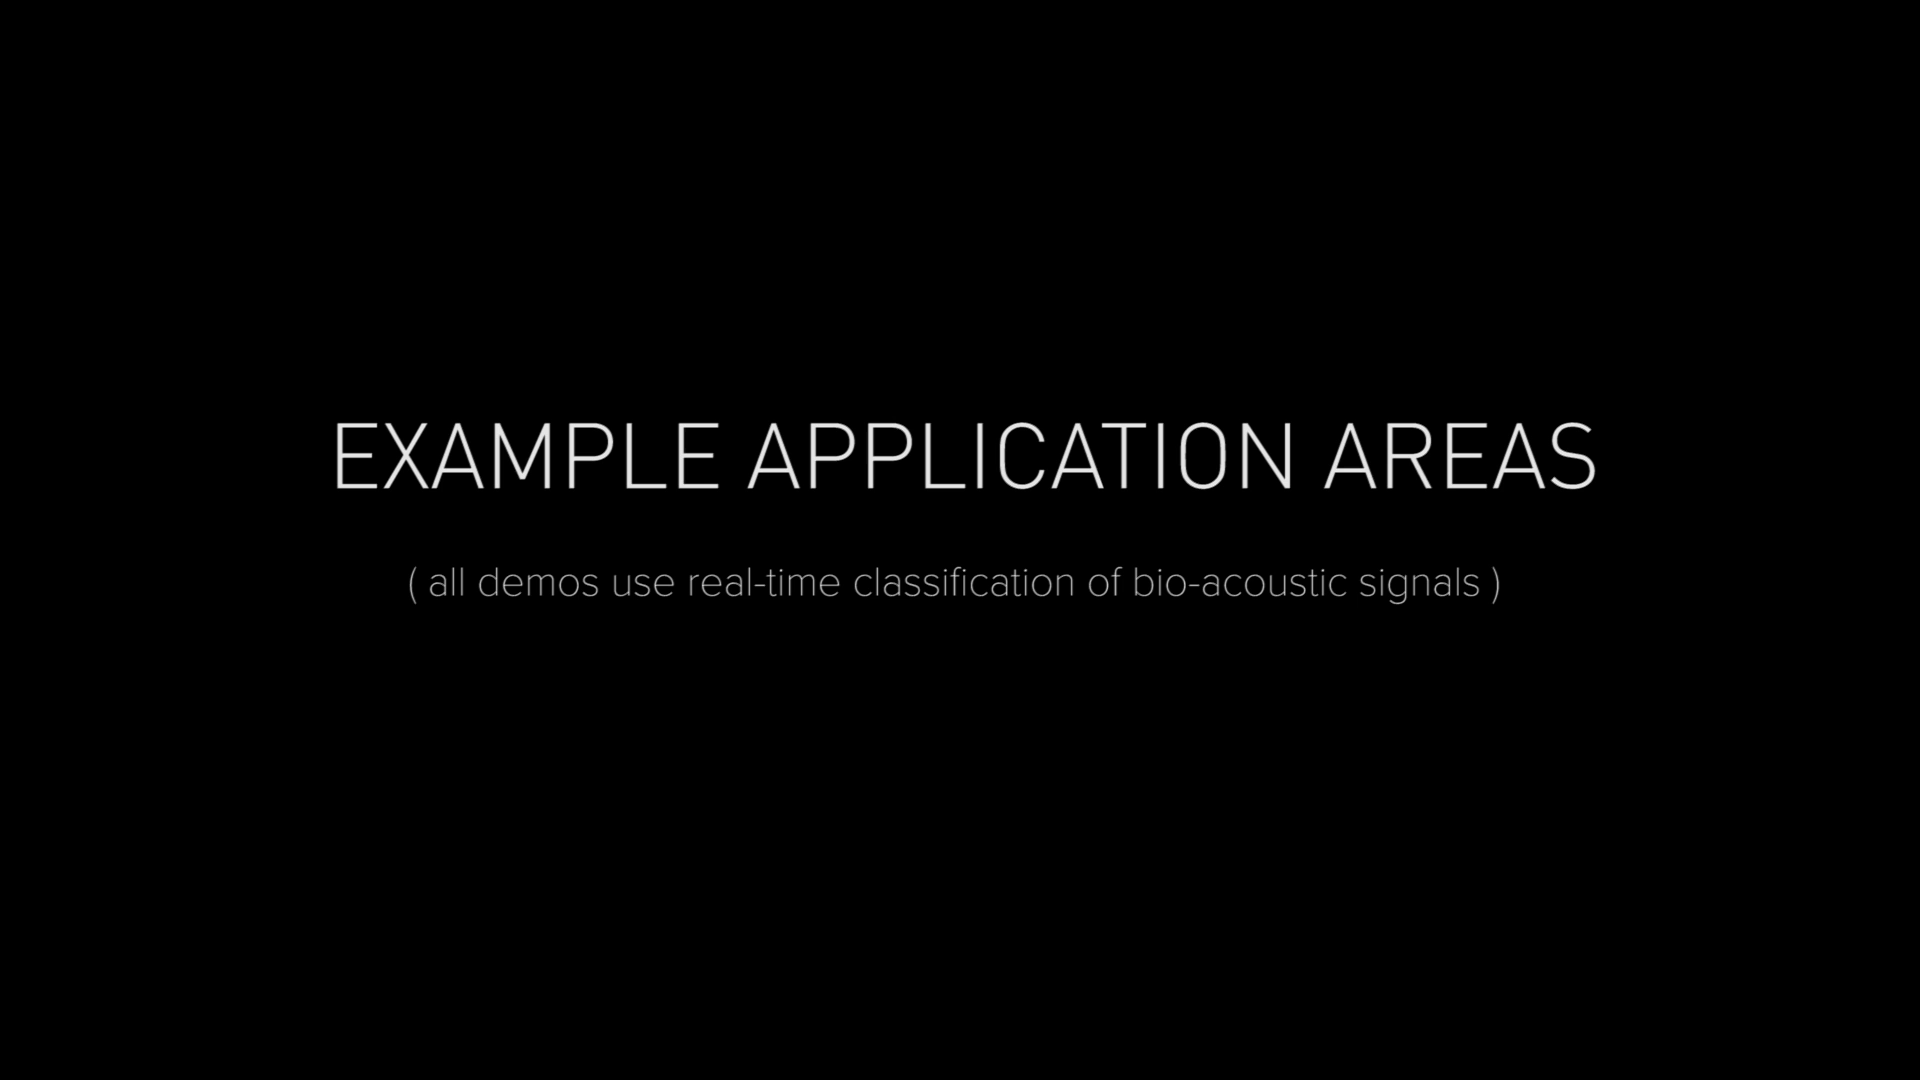 EXAMPLE APPLICATION AREAS
( all demos use real-time classification of bio-acoustic signals )